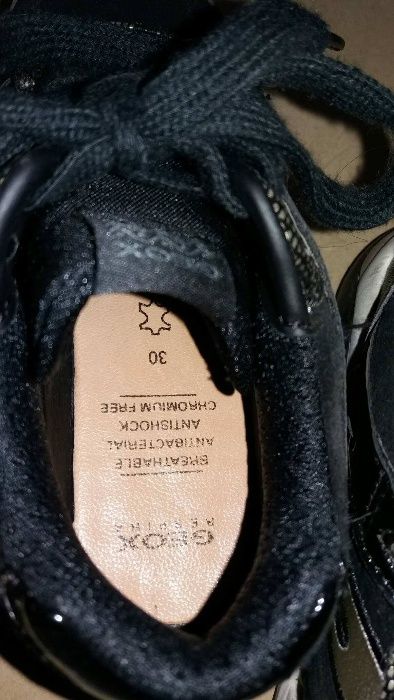 GEOX
RESPIRA
BREATHABLE
ANTIBACTERIAL
ANTISHOCK
CHROMIUM FREE
30